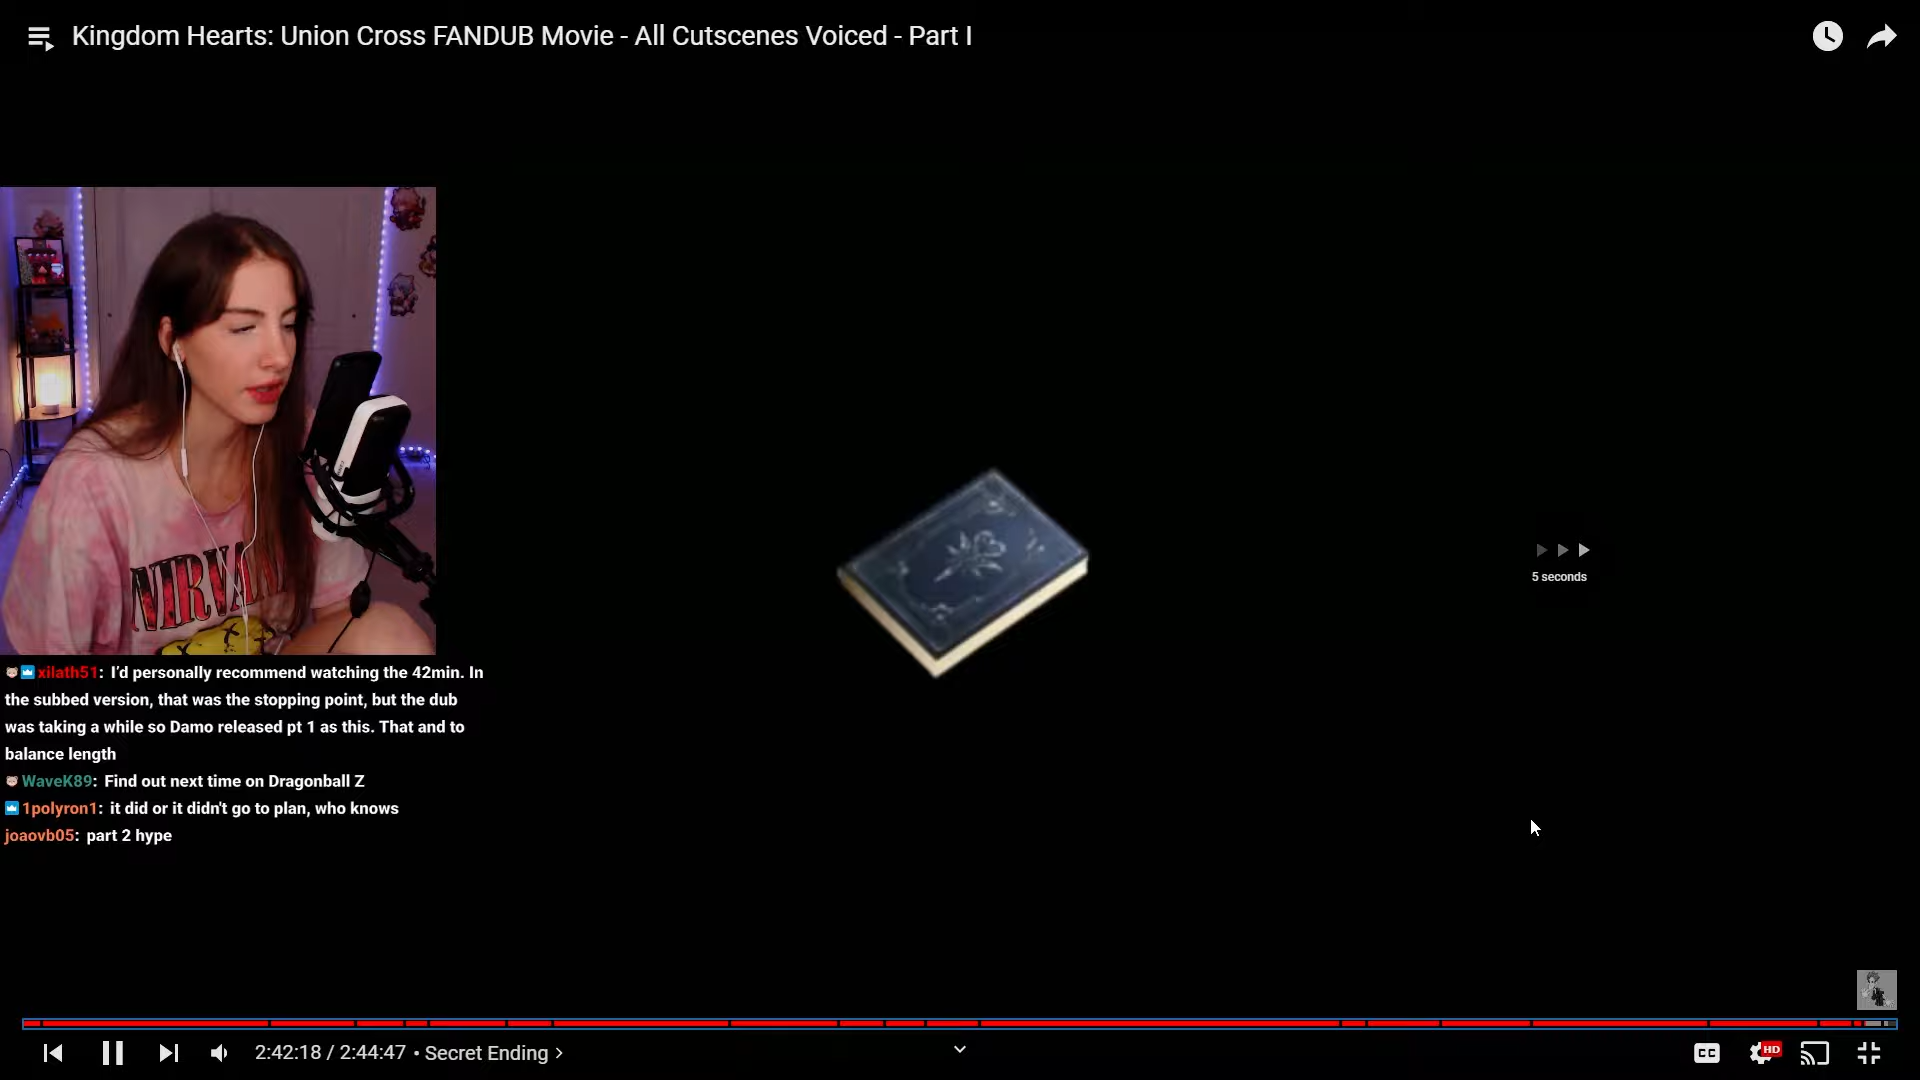 Kingdom Hearts: Union Cross FANDUB Movie - All Cutscenes Voiced - Part I
NIRVANA
5 seconds
xilath51: I'd personally recommend watching the 42min. In
the subbed version, that was the stopping point, but the dub
was taking a while so Damo released pt 1 as this. That and to
balance length
WaveK89: Find out next time on Dragonball Z
1polyron1: it did or it didn't go to plan, who knows
joaovb05: part 2 hype
2:42:18 / 2:44:47 • Secret Ending >
CC
HD